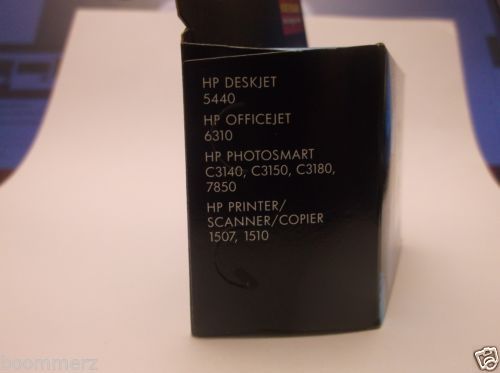 HP DESKJET
5440
HP OFFICEJET
6310
HP PHOTOSMART
C3140, C3150, C3180,
7850
HP PRINTER/
SCANNER/COPIER
1507, 1510
boommerz